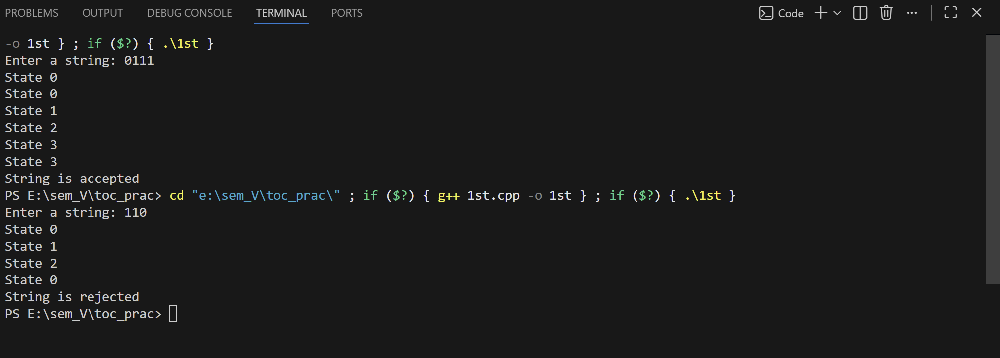 PROBLEMS OUTPUT DEBUG CONSOLE TERMINAL PORTS Code
-o 1st } ; if ($?) { .\1st }
Enter a string: 0111
State 0
State 0
State 1
State 2
State 3
State 3
String is accepted
PS E:\sem_V\toc_prac> cd "e:\sem_V\toc_prac\" ; if ($?) { g++ 1st.cpp -o 1st } ; if ($?) { .\1st }
Enter a string: 110
State 0
State 1
State 2
State 0
String is rejected
PS E:\sem_V\toc_prac>